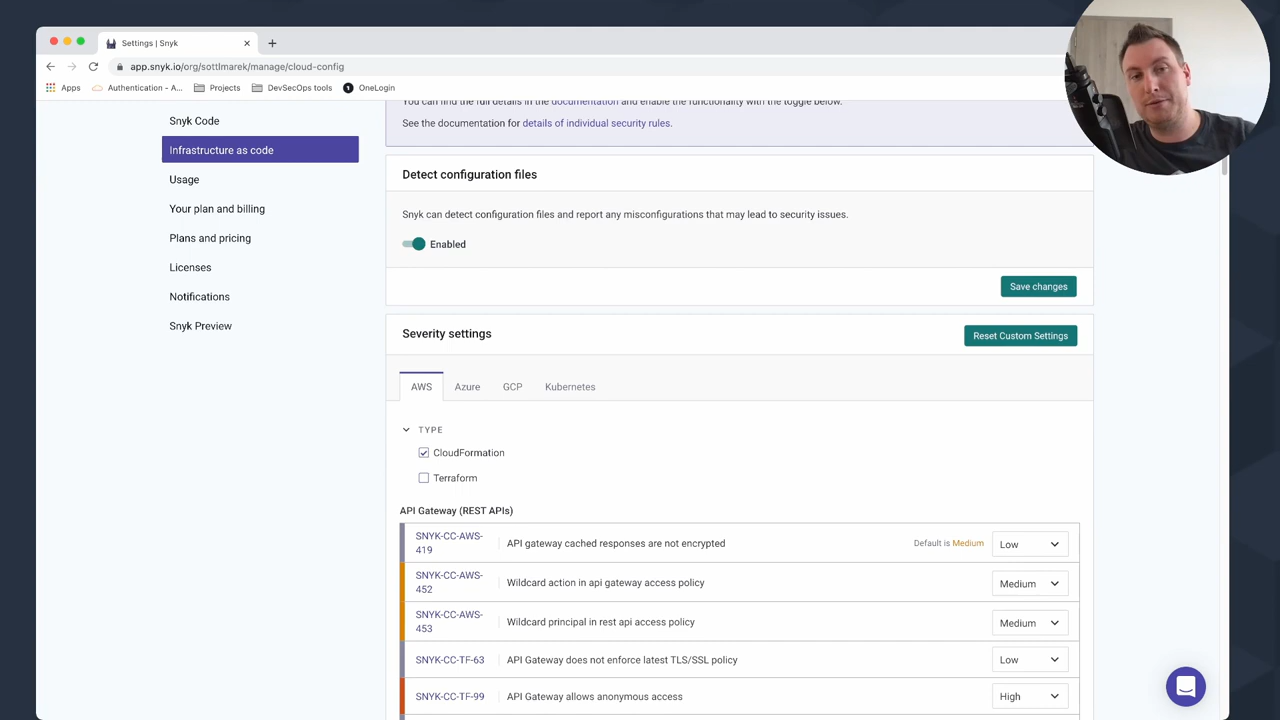 Settings | Snyk
app.snyk.io/org/sottlmarek/manage/cloud-config
Apps
Authentication - A...
Projects
DevSecOps tools
OneLogin
You can find the full details in the documentation and enable the functionality with the toggle below.
See the documentation for details of individual security rules.
Snyk Code
Infrastructure as code
Usage
Your plan and billing
Plans and pricing
Licenses
Notifications
Snyk Preview
Detect configuration files
Snyk can detect configuration files and report any misconfigurations that may lead to security issues.
Enabled
Save changes
Severity settings
Reset Custom Settings
AWS
Azure
GCP
Kubernetes
TYPE
CloudFormation
Terraform
API Gateway (REST APIs)
SNYK-CC-AWS-
419
API gateway cached responses are not encrypted
Default is Medium
Low
SNYK-CC-AWS-
452
Wildcard action in api gateway access policy
Medium
SNYK-CC-AWS-
453
Wildcard principal in rest api access policy
Medium
SNYK-CC-TF-63
API Gateway does not enforce latest TLS/SSL policy
Low
SNYK-CC-TF-99
API Gateway allows anonymous access
High